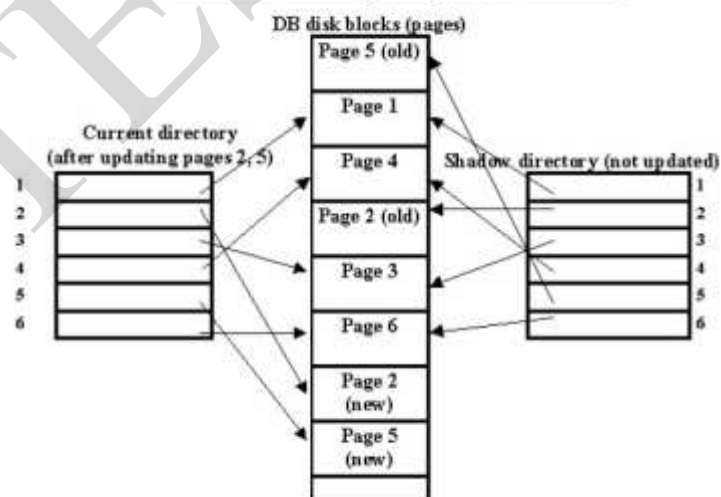 DB disk blocks (pages)
Page 5 (old)
Page 1
Page 4
Page 2 (old)
Page 3
Page 6
Page 2
(new)
Page 5
(new)
Current directory
(after updating pages 2, 5)
1
2
3
4
5
6
Shadow directory (not updated)
1
2
3
4
5
6